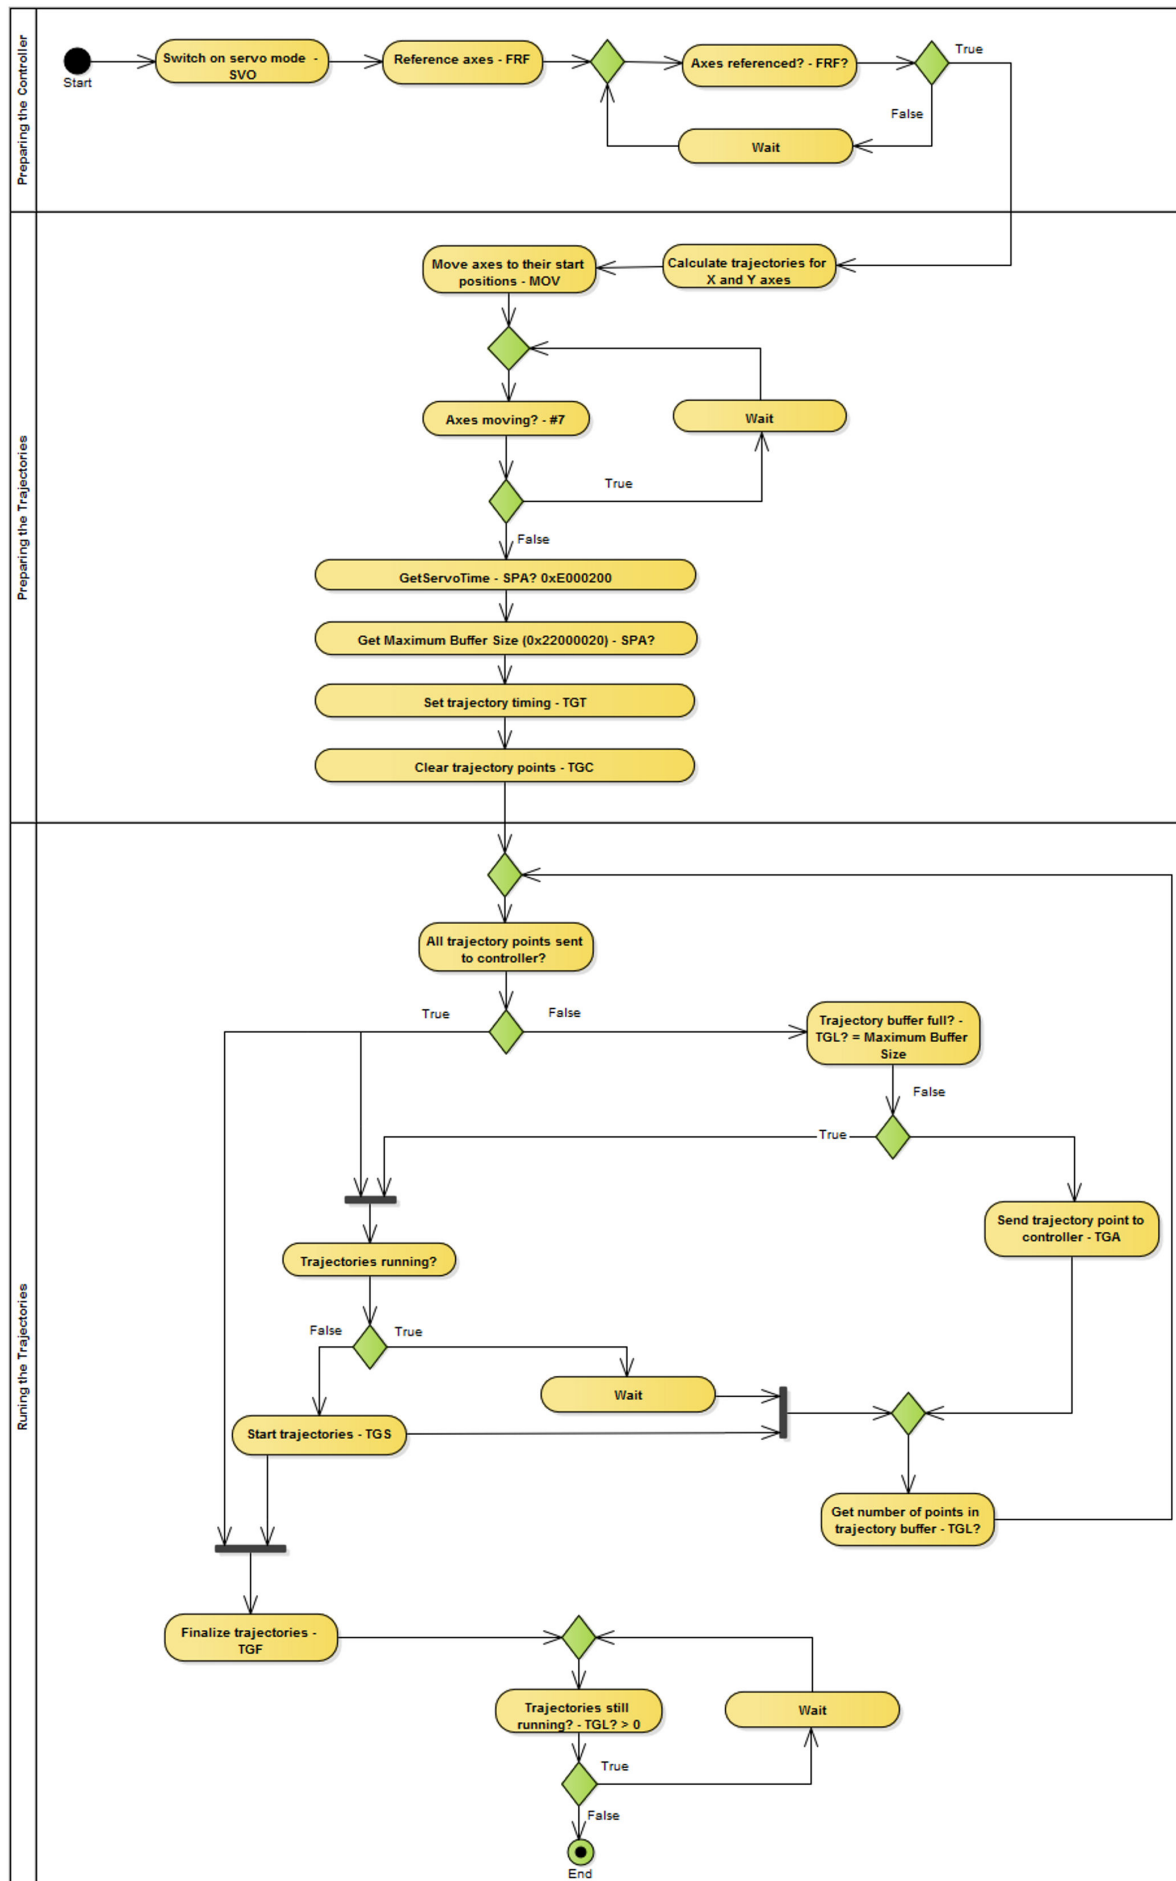 Preparing the Controller
Start
Switch on servo mode -
SVO
Reference axes - FRF
Axes referenced? - FRF?
True
False
Wait
Preparing the Trajectories
Move axes to their start
positions - MOV
Calculate trajectories for
X and Y axes
Axes moving? - #7
Wait
True
False
GetServoTime - SPA? 0xE000200
Get Maximum Buffer Size (0x22000020) - SPA?
Set trajectory timing - TGT
Clear trajectory points - TGC
Runing the Trajectories
All trajectory points sent
to controller?
True
False
Trajectory buffer full? -
TGL? = Maximum Buffer
Size
False
True
Send trajectory point to
controller - TGA
Trajectories running?
False
True
Wait
Start trajectories - TGS
Get number of points in
trajectory buffer - TGL?
Finalize trajectories -
TGF
Trajectories still
running? - TGL? > 0
Wait
True
False
End